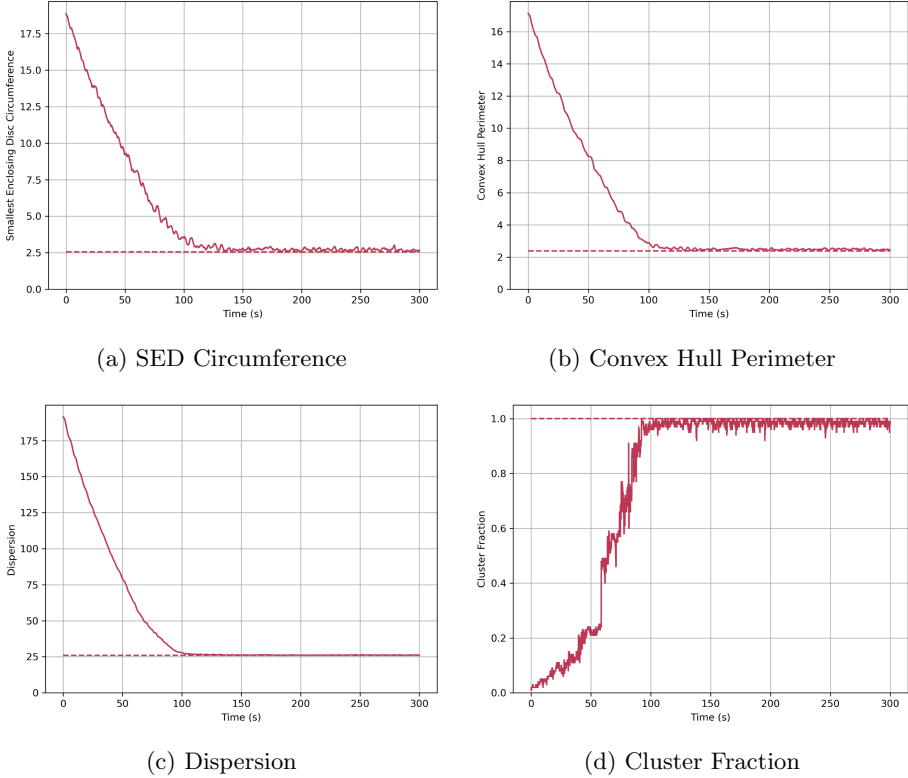 Smallest Enclosing Disc Circumference
17.5
15.0
12.5
10.0
7.5
5.0
2.5
0.0
0 50 100 150 200 250 300
Time (s)
(a) SED Circumference
Convex Hull Perimeter
16
14
12
10
8
6
4
2
0
0 50 100 150 200 250 300
Time (s)
(b) Convex Hull Perimeter
Dispersion
175
150
125
100
75
50
25
0
0 50 100 150 200 250 300
Time (s)
(c) Dispersion
Cluster Fraction
1.0
0.8
0.6
0.4
0.2
0.0
0 50 100 150 200 250 300
Time (s)
(d) Cluster Fraction